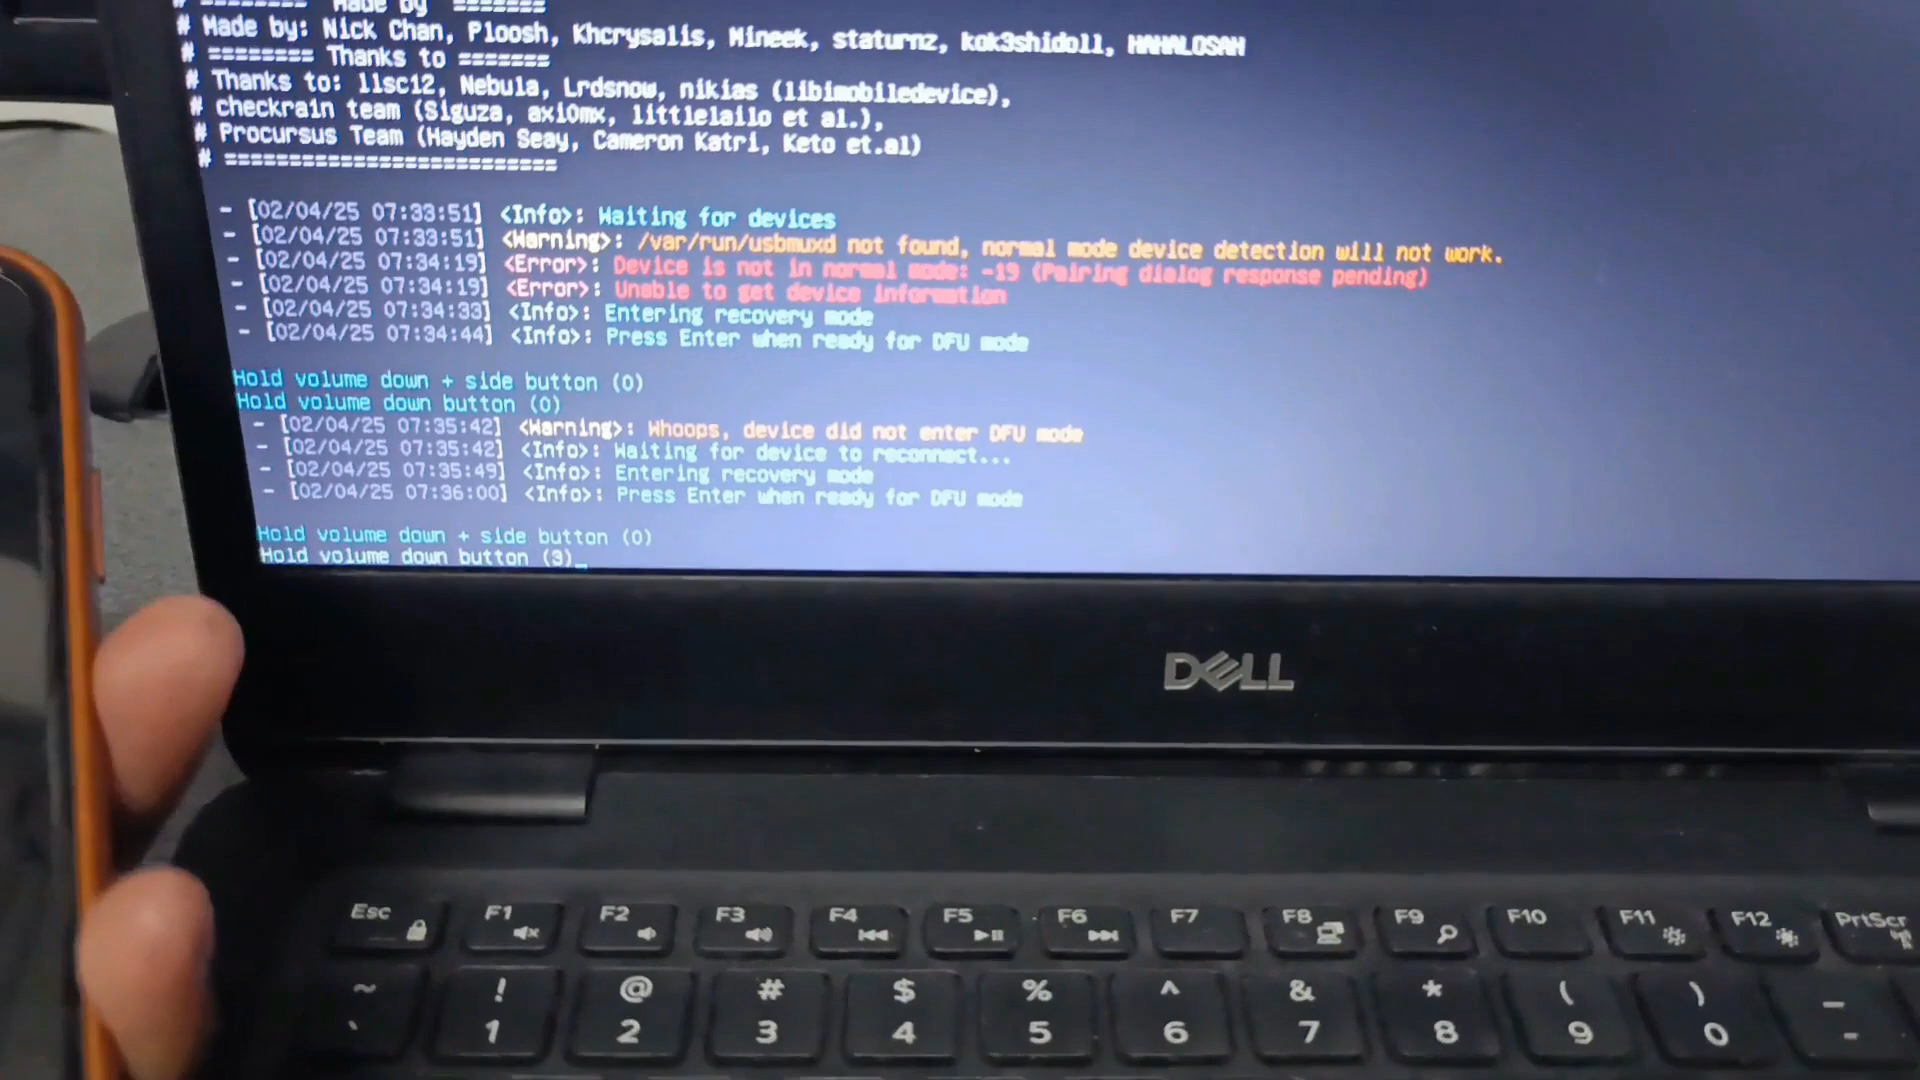 # ======== Made by =======
# Made by: Nick Chan, Ploosh, Khcrysalis, Mineek, staturnz, kok3shidoll, HAHALOSAH
# ======== Thanks to =======
# Thanks to: llsc12, Nebula, Lrdsnow, nikias (libimobiledevice),
# checkra1n team (Siguza, axi0mx, littlelailo et al.),
# Procursus Team (Hayden Seay, Cameron Katri, Keto et.al)
# ==========================
- [02/04/25 07:33:51] <Info>: Waiting for devices
- [02/04/25 07:33:51] <Warning>: /var/run/usbmuxd not found, normal mode device detection will not work.
- [02/04/25 07:34:19] <Error>: Device is not in normal mode: -19 (Pairing dialog response pending)
- [02/04/25 07:34:19] <Error>: Unable to get device information
- [02/04/25 07:34:33] <Info>: Entering recovery mode
- [02/04/25 07:34:44] <Info>: Press Enter when ready for DFU mode
Hold volume down + side button (0)
Hold volume down button (0)
- [02/04/25 07:35:42] <Warning>: Whoops, device did not enter DFU mode
- [02/04/25 07:35:42] <Info>: Waiting for device to reconnect...
- [02/04/25 07:35:49] <Info>: Entering recovery mode
- [02/04/25 07:36:00] <Info>: Press Enter when ready for DFU mode
Hold volume down + side button (0)
Hold volume down button (3)_
DELL
Esc F1 F2 F3 F4 F5 F6 F7 F8 F9 F10 F11 F12 PrtScr
~ ! @ # $ % ^ & * ( ) _
` 1 2 3 4 5 6 7 8 9 0 -